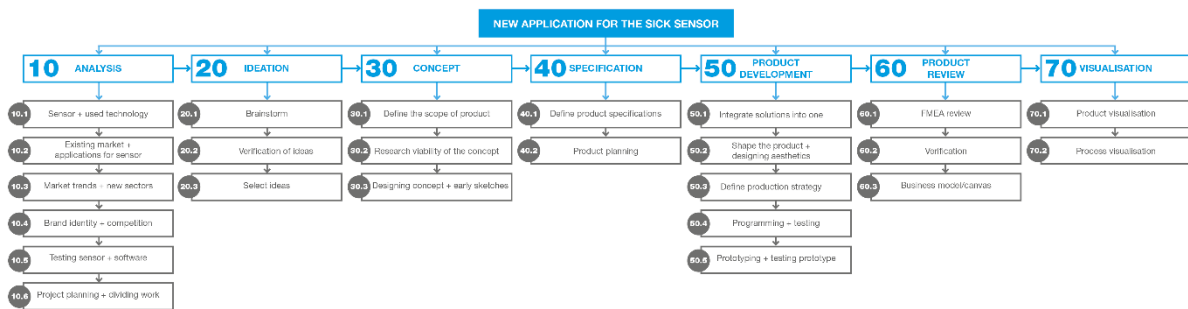 NEW APPLICATION FOR THE SICK SENSOR
10 ANALYSIS
10.1 Sensor + used technology
10.2 Existing market +
applications for sensor
10.3 Market trends + new sectors
10.4 Brand identity + competition
10.5 Testing sensor + software
10.6 Project planning + dividing work
20 IDEATION
20.1 Brainstorm
20.2 Verification of ideas
20.3 Select ideas
30 CONCEPT
30.1 Define the scope of product
30.2 Research viability of the concept
30.3 Designing concept + early sketches
40 SPECIFICATION
40.1 Define product specifications
40.2 Product planning
50 PRODUCT
DEVELOPMENT
50.1 Integrate solutions into one
50.2 Shape the product +
designing aesthetics
50.3 Define production strategy
50.4 Programming + testing
50.5 Prototyping + testing prototype
60 PRODUCT
REVIEW
60.1 FMEA review
60.2 Verification
60.3 Business model/canvas
70 VISUALISATION
70.1 Product visualisation
70.2 Process visualisation